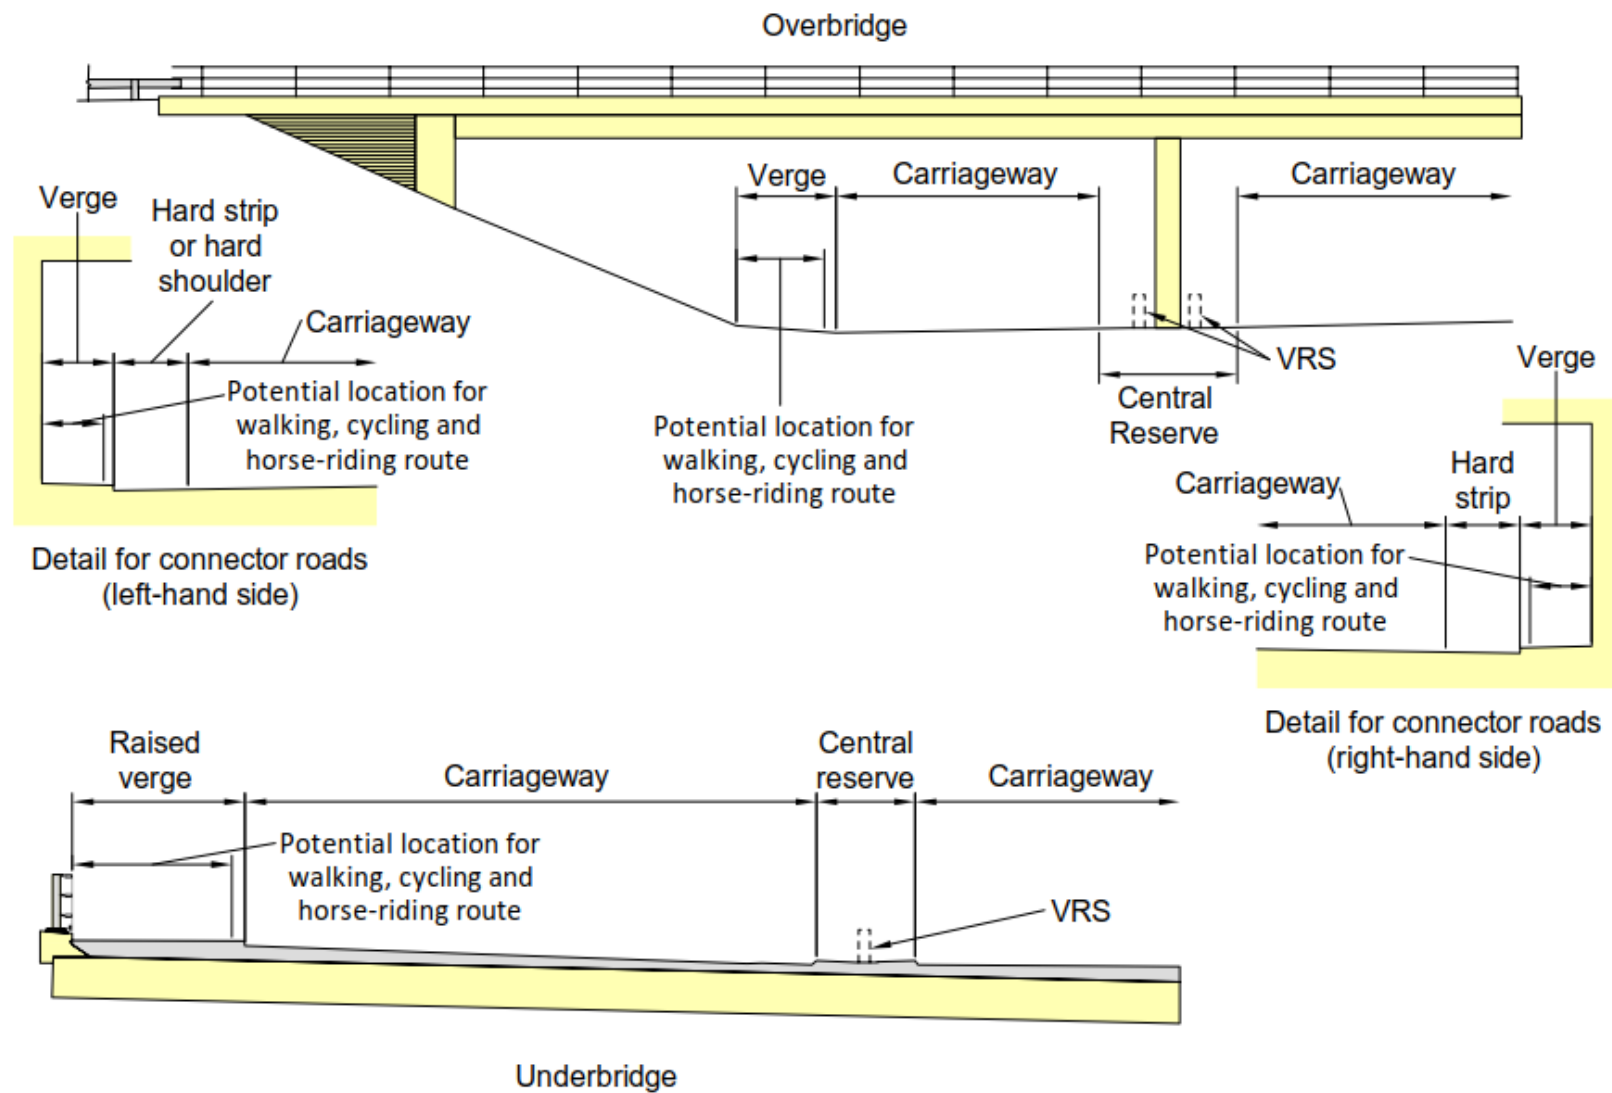 Overbridge
Verge
Carriageway
Carriageway
Verge
Hard strip
or hard
shoulder
Carriageway
Potential location for
walking, cycling and
horse-riding route
Detail for connector roads
(left-hand side)
Potential location for
walking, cycling and
horse-riding route
VRS
Central
Reserve
Verge
Hard
strip
Carriageway
Potential location for
walking, cycling and
horse-riding route
Detail for connector roads
(right-hand side)
Raised
verge
Carriageway
Central
reserve
Carriageway
Potential location for
walking, cycling and
horse-riding route
VRS
Underbridge